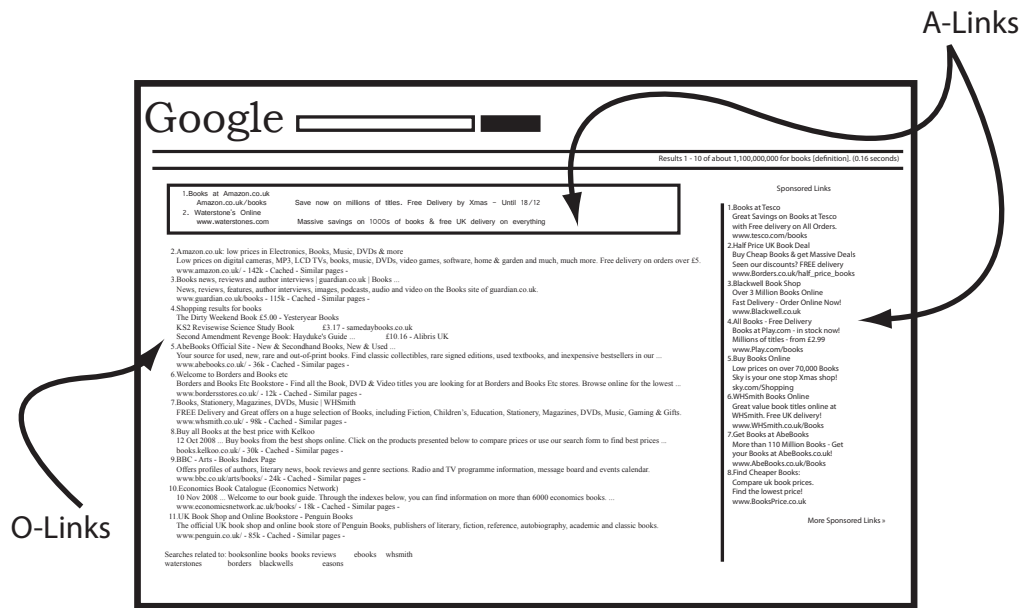 A-Links
Google
Results 1 - 10 of about 1,100,000,000 for books [definition]. (0.16 seconds)
1.Books at Amazon.co.uk
Amazon.co.uk/books Save now on millions of titles. Free Delivery by Xmas - Until 18/12
2. Waterstone's Online
www.waterstones.com Massive savings on 1000s of books & free UK delivery on everything
2.Amazon.co.uk: low prices in Electronics, Books, Music, DVDs & more
Low prices on digital cameras, MP3, LCD TVs, books, music, DVDs, video games, software, home & garden and much, much more. Free delivery on orders over £5.
www.amazon.co.uk/ - 142k - Cached - Similar pages -
3.Books news, reviews and author interviews | guardian.co.uk | Books ...
News, reviews, features, author interviews, images, podcasts, audio and video on the Books site of guardian.co.uk.
www.guardian.co.uk/books - 115k - Cached - Similar pages -
4.Shopping results for books
The Dirty Weekend Book £5.00 - Yesteryear Books
KS2 Revisewise Science Study Book £3.17 - samedaybooks.co.uk
Second Amendment Revenge Book: Hayduke's Guide ... £10.16 - Alibris UK
5.AbeBooks Official Site - New & Secondhand Books, New & Used ...
Your source for used, new, rare and out-of-print books. Find classic collectibles, rare signed editions, used textbooks, and inexpensive bestsellers in our ...
www.abebooks.co.uk/ - 36k - Cached - Similar pages -
6.Welcome to Borders and Books etc
Borders and Books Etc Bookstore - Find all the Book, DVD & Video titles you are looking for at Borders and Books Etc stores. Browse online for the lowest ...
www.bordersstores.co.uk/ - 12k - Cached - Similar pages -
7.Books, Stationery, Magazines, DVDs, Music | WHSmith
FREE Delivery and Great offers on a huge selection of Books, including Fiction, Children's, Education, Stationery, Magazines, DVDs, Music, Gaming & Gifts.
www.whsmith.co.uk/ - 98k - Cached - Similar pages -
8.Buy all Books at the best price with Kelkoo
12 Oct 2008 ... Buy books from the best shops online. Click on the products presented below to compare prices or use our search form to find best prices ...
books.kelkoo.co.uk/ - 30k - Cached - Similar pages -
9.BBC - Arts - Books Index Page
Offers profiles of authors, literary news, book reviews and genre sections. Radio and TV programme information, message board and events calendar.
www.bbc.co.uk/arts/books/ - 24k - Cached - Similar pages -
10.Economics Book Catalogue (Economics Network)
10 Nov 2008 ... Welcome to our book guide. Through the indexes below, you can find information on more than 6000 economics books. ...
www.economicsnetwork.ac.uk/books/ - 18k - Cached - Similar pages -
11.UK Book Shop and Online Bookstore - Penguin Books
The official UK book shop and online book store of Penguin Books, publishers of literary, fiction, reference, autobiography, academic and classic books.
www.penguin.co.uk/ - 85k - Cached - Similar pages -
Searches related to: booksonline books books reviews ebooks whsmith
waterstones borders blackwells easons
Sponsored Links
1.Books at Tesco
Great Savings on Books at Tesco
with Free delivery on All Orders.
www.tesco.com/books
2.Half Price UK Book Deal
Buy Cheap Books & get Massive Deals
Seen our discounts? FREE delivery
www.Borders.co.uk/half_price_books
3.Blackwell Book Shop
Over 3 Million Books Online
Fast Delivery - Order Online Now!
www.Blackwell.co.uk
4.All Books - Free Delivery
Books at Play.com - in stock now!
Millions of titles - from £2.99
www.Play.com/books
5.Buy Books Online
Low prices on over 70,000 Books
Sky is your one stop Xmas shop!
sky.com/Shopping
6.WHSmith Books Online
Great value book titles online at
WHSmith. Free UK delivery!
www.WHSmith.co.uk/Books
7.Get Books at AbeBooks
More than 110 Million Books - Get
your Books at AbeBooks.co.uk!
www.AbeBooks.co.uk/Books
8.Find Cheaper Books:
Compare uk book prices.
Find the lowest price!
www.BooksPrice.co.uk
More Sponsored Links »
O-Links